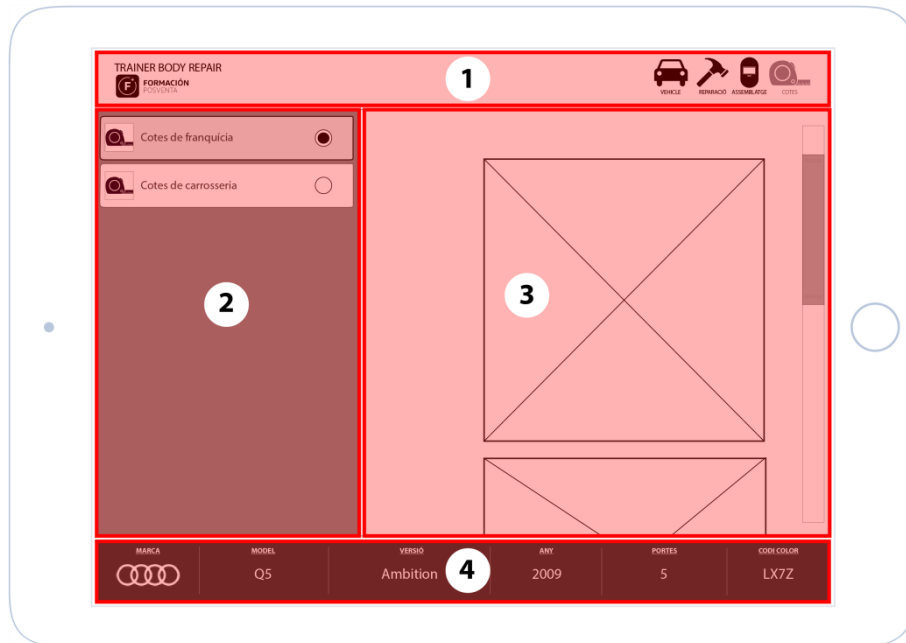 TRAINER BODY REPAIR
F
FORMACIÓN
POSVENTA
1
VEHICLE
REPARACIÓ
ASSEMBLATGE
COTES
Cotes de franquícia
Cotes de carrosseria
2
3
MARCA
MODEL
VERSIÓ
ANY
PORTES
CODI COLOR
Q5
Ambition
4
2009
5
LX7Z